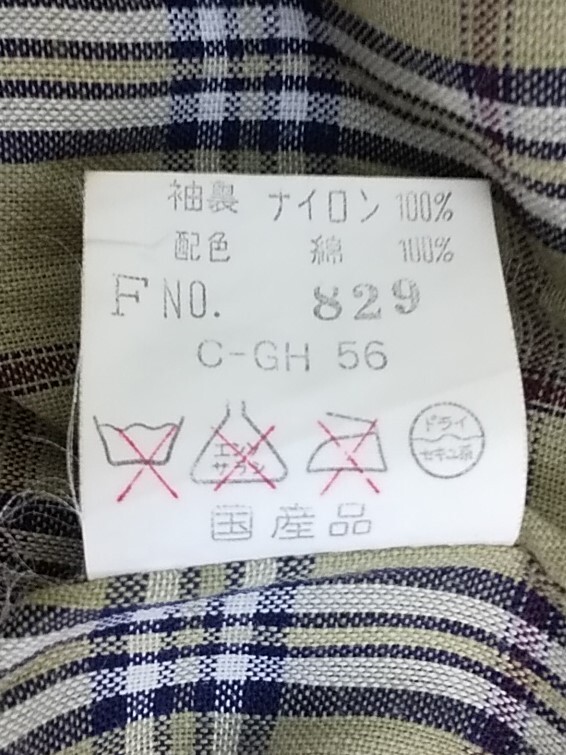 袖裏 ナイロン 100%
配色 綿 100%
F NO. 829
C-GH 56
エンソ サラシ
ドライ
セキユ系
国産品